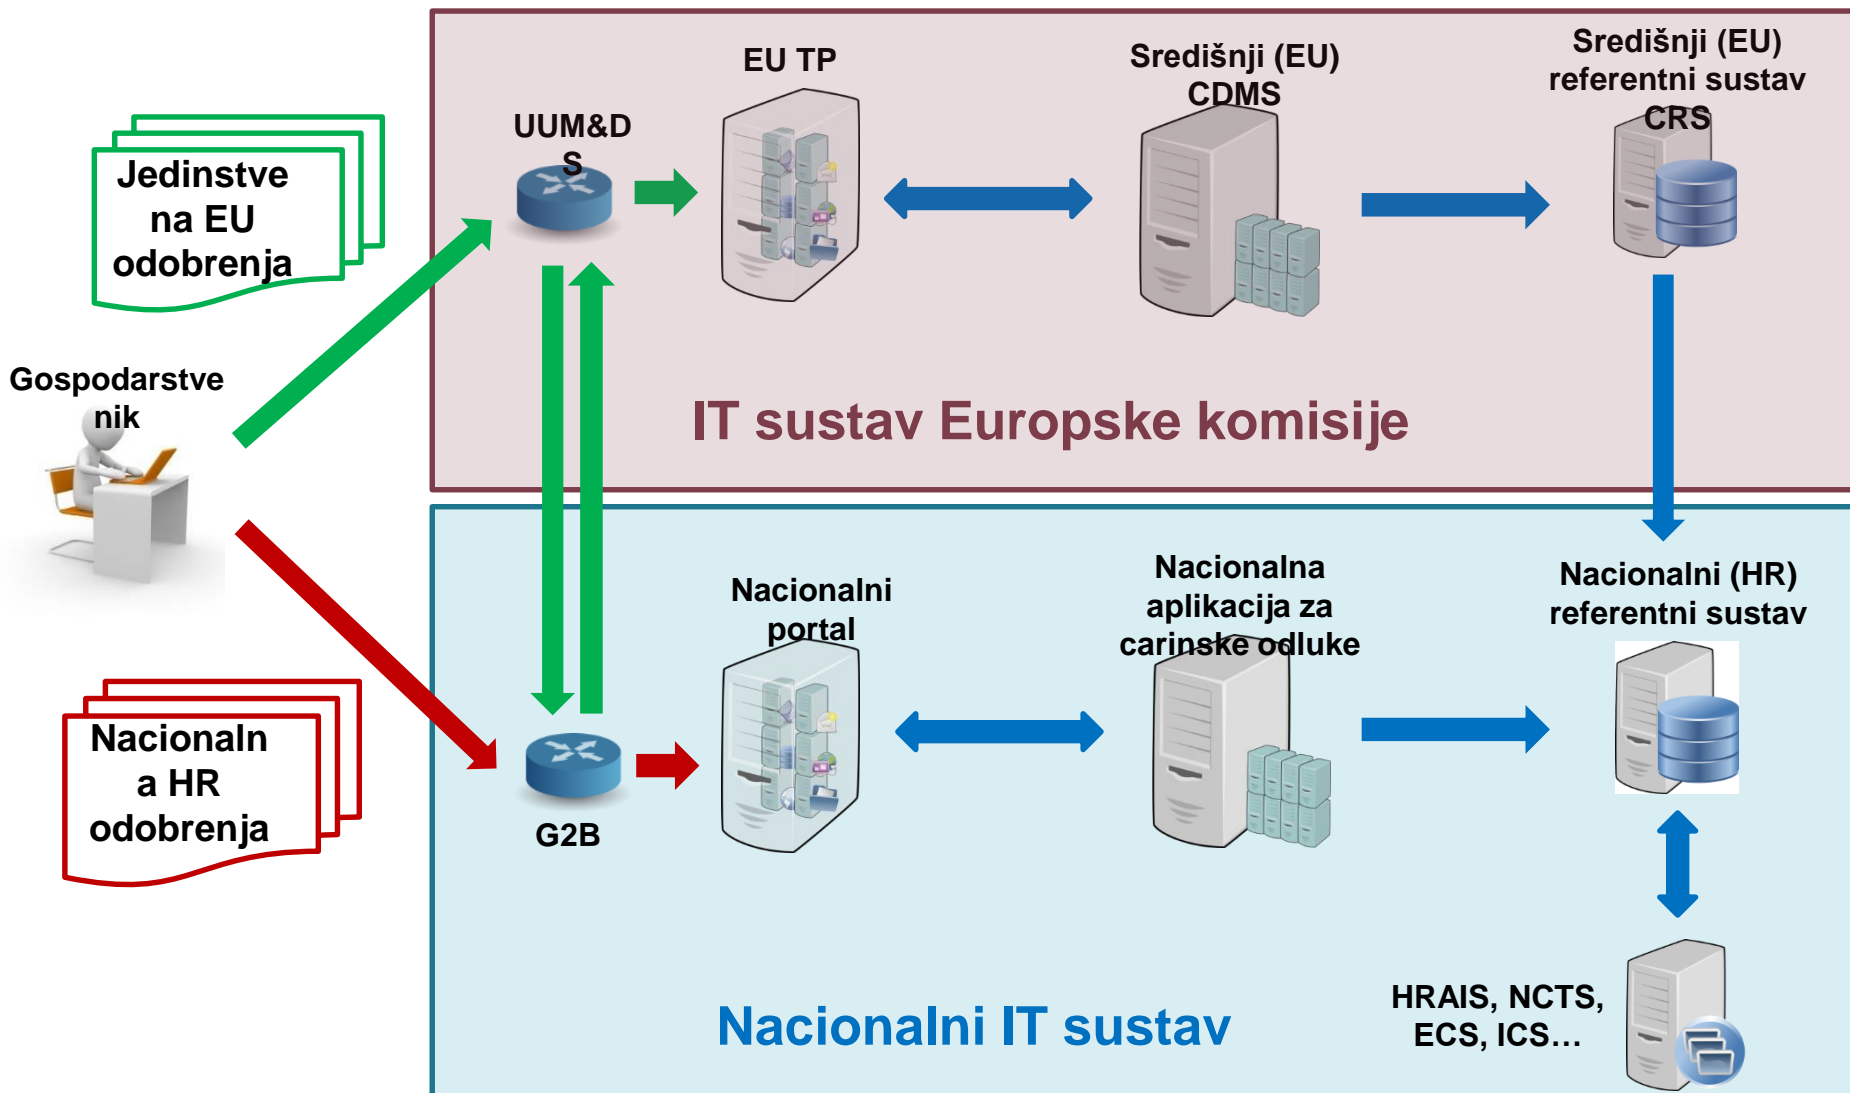 EU TP
Središnji (EU)
CDMS
Središnji (EU)
referentni sustav
CRS
UUM&D
S
Jedinstve
na EU
odobrenja
Gospodarstve
nik
IT sustav Europske komisije
Nacionalni
portal
Nacionalna
aplikacija za
carinske odluke
Nacionalni (HR)
referentni sustav
Nacionaln
a HR
odobrenja
G2B
HRAIS, NCTS,
ECS, ICS…
Nacionalni IT sustav